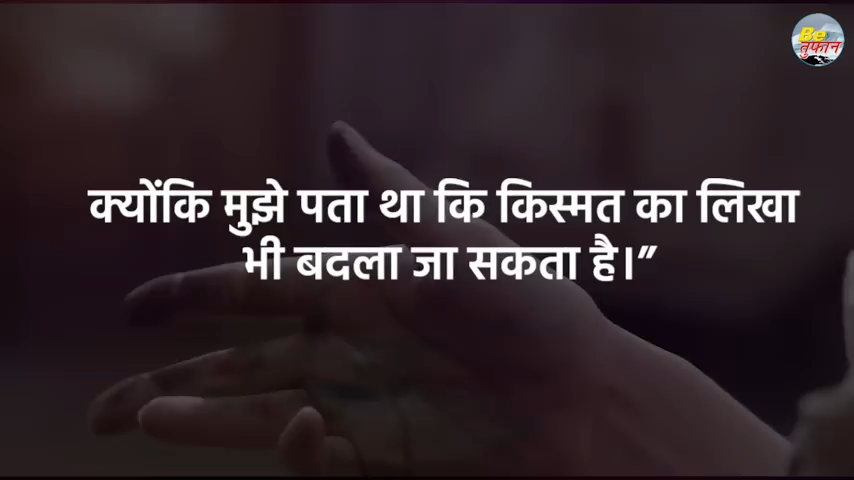 Be
तुफान
क्योंकि मुझे पता था कि किस्मत का लिखा
भी बदला जा सकता है।”